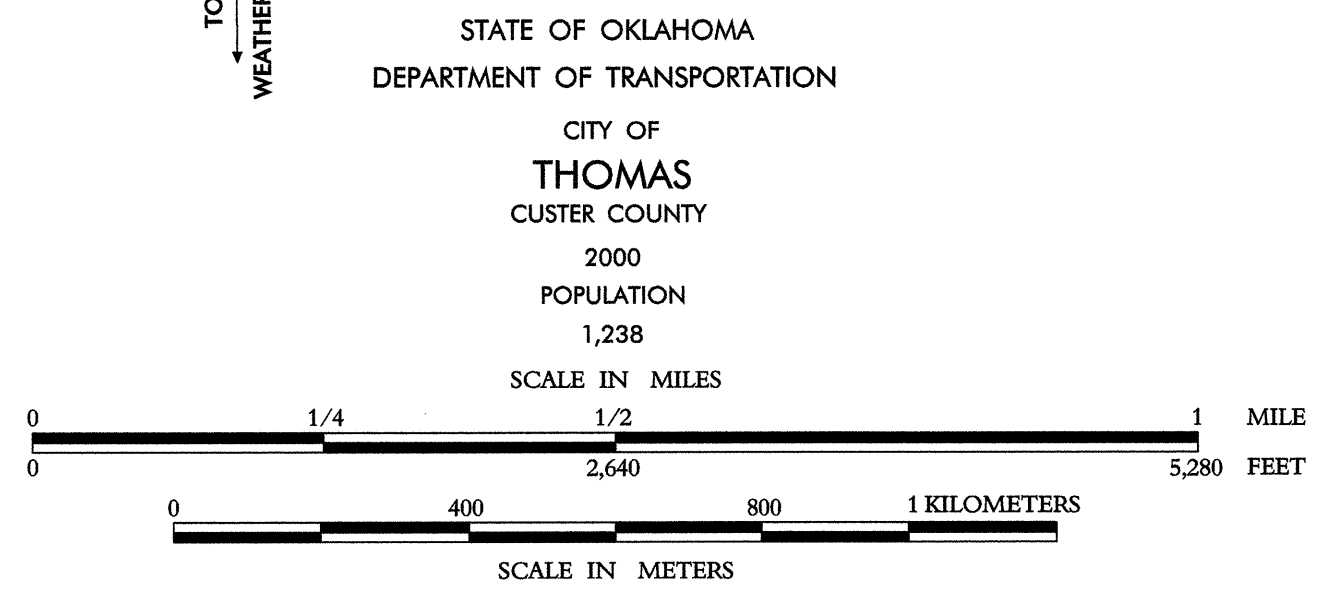 TO
WEATHER
STATE OF OKLAHOMA
DEPARTMENT OF TRANSPORTATION
CITY OF
THOMAS
CUSTER COUNTY
2000
POPULATION
1,238
SCALE IN MILES
0 1/4 1/2 1 MILE
0 2,640 5,280 FEET
0 400 800 1 KILOMETERS
SCALE IN METERS